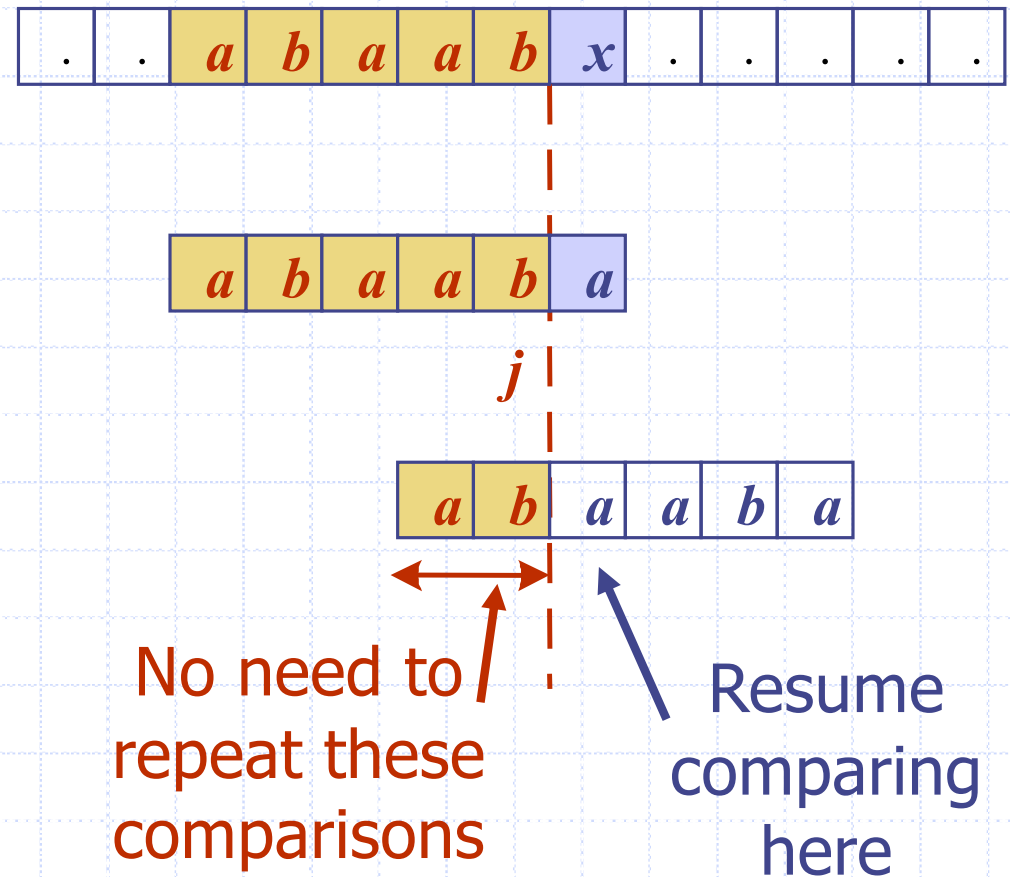 . . a b a a b x . . . . .
a b a a b a
j
a b a a b a
No need to
repeat these
comparisons
Resume
comparing
here